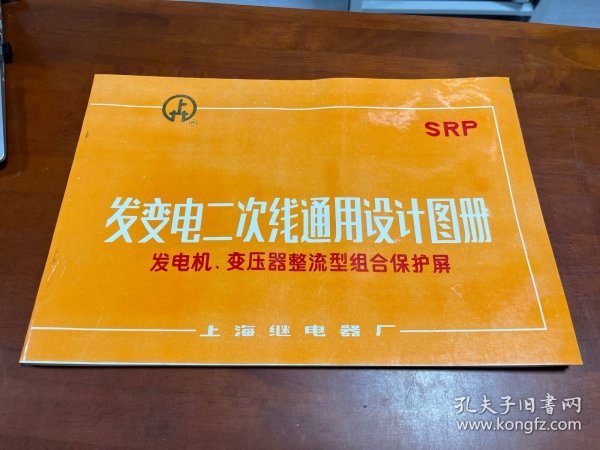 SRP
发变电二次线通用设计图册
发电机、变压器整流型组合保护屏
上海继电器厂
孔夫子旧书网
www.kongfz.com